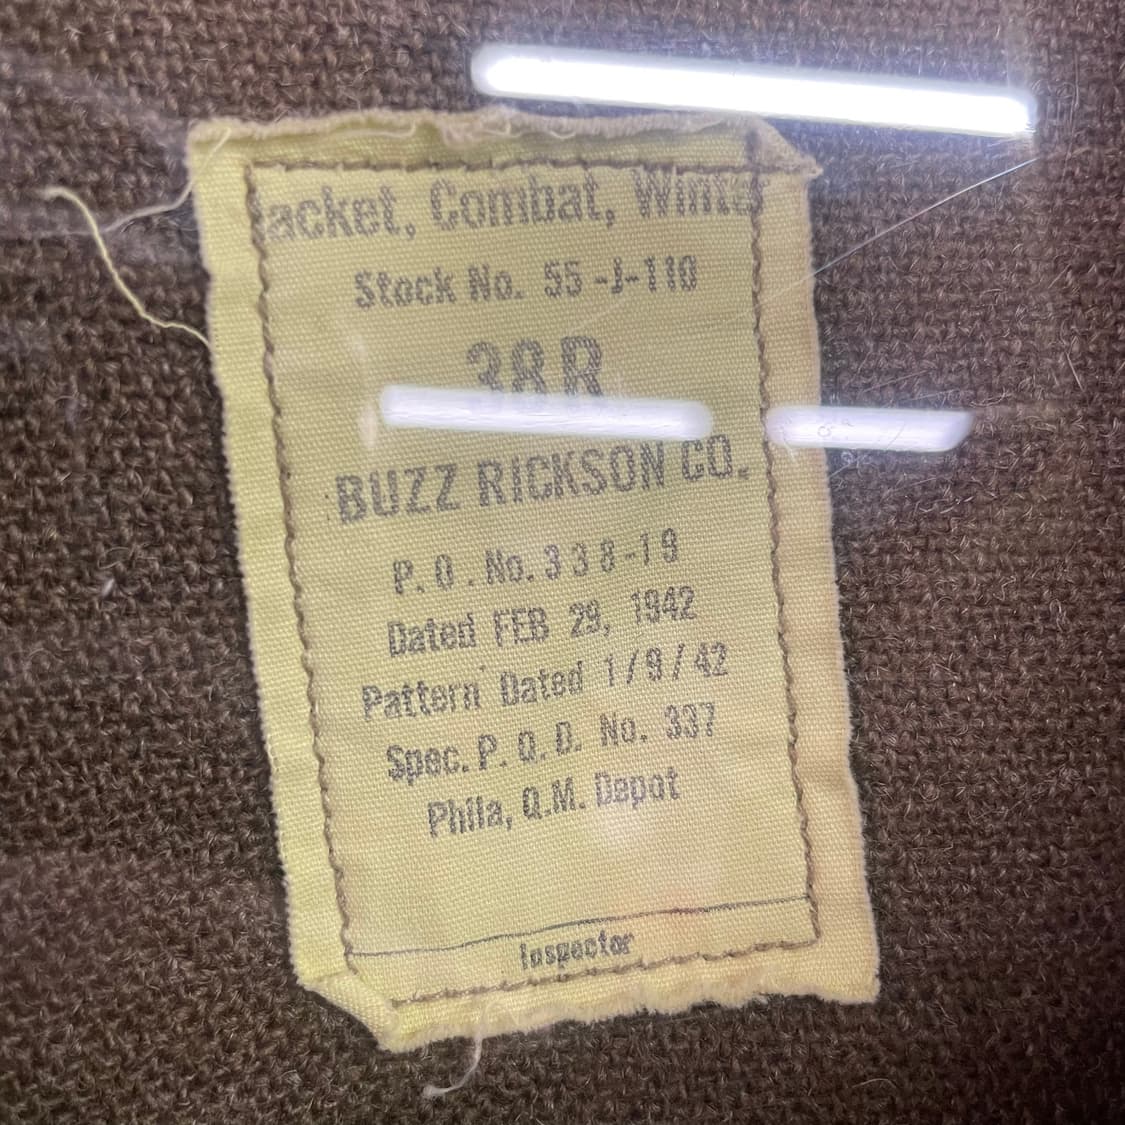 Jacket, Combat, Winter
Stock No. 55-J-110
38R
BUZZ RICKSON CO.
P. O. No. 338-19
Dated FEB 29, 1942
Pattern Dated 1/9/42
Spec. P. Q. D. No. 337
Phila, Q.M. Depot
Inspector